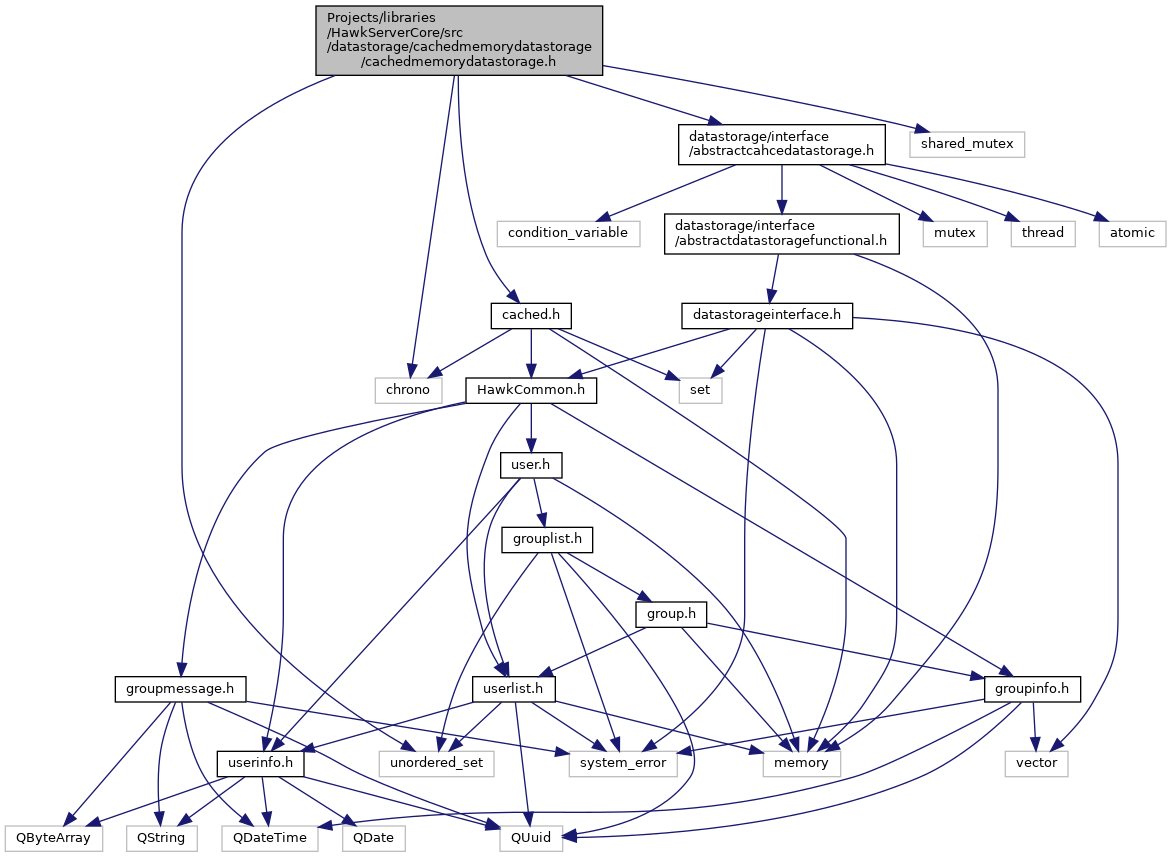 Projects/libraries
/HawkServerCore/src
/datastorage/cachedmemorydatastorage
/cachedmemorydatastorage.h
datastorage/interface
/abstractcahcedatastorage.h
shared_mutex
condition_variable
datastorage/interface
/abstractdatastoragefunctional.h
mutex
thread
atomic
cached.h
datastorageinterface.h
chrono
HawkCommon.h
set
user.h
grouplist.h
group.h
groupmessage.h
userlist.h
groupinfo.h
userinfo.h
unordered_set
system_error
memory
vector
QByteArray
QString
QDateTime
QDate
QUuid